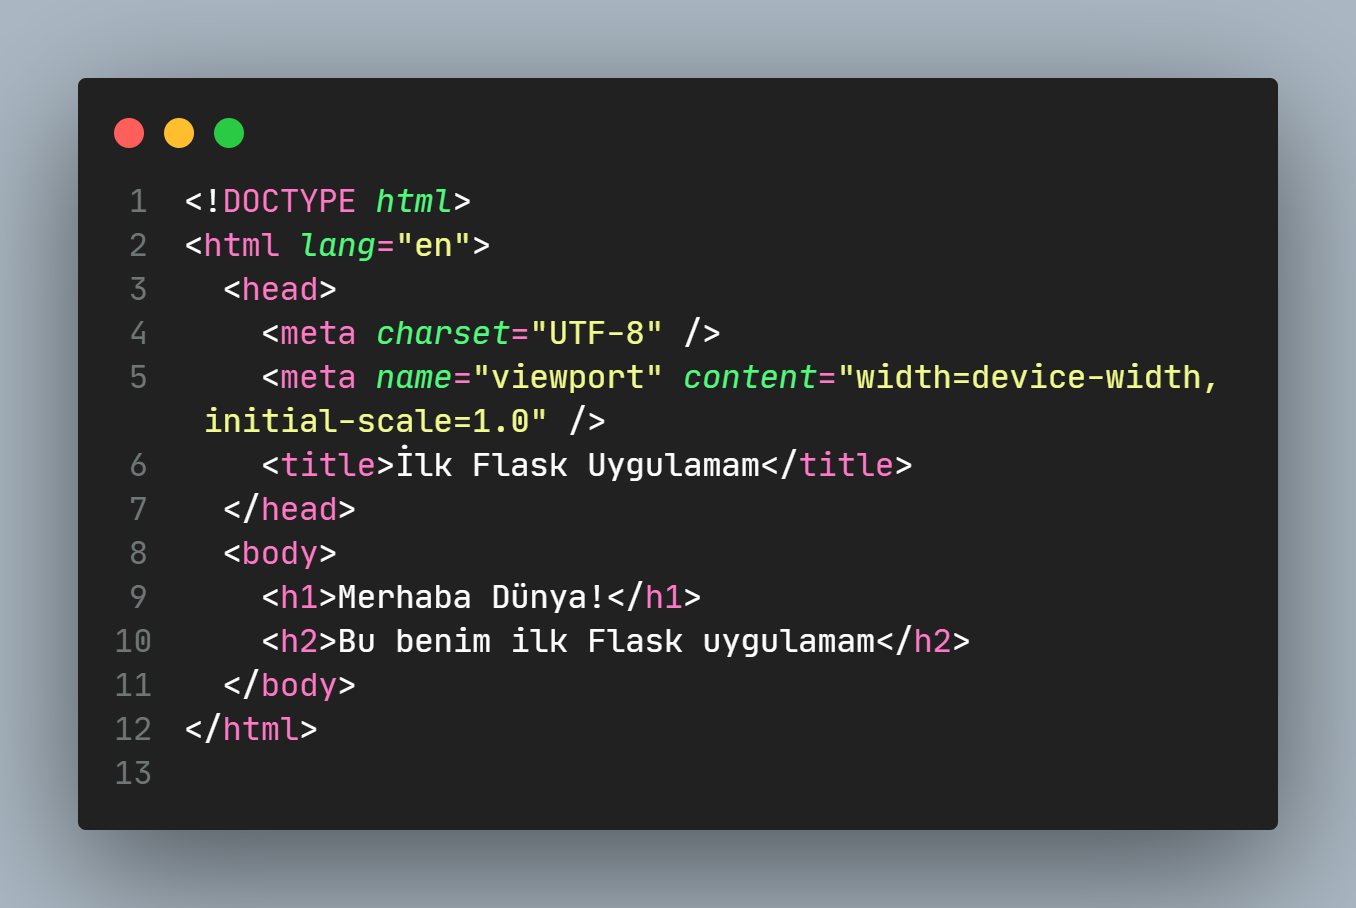 1 <!DOCTYPE html>
2 <html lang="en">
3   <head>
4     <meta charset="UTF-8" />
5     <meta name="viewport" content="width=device-width,
initial-scale=1.0" />
6     <title>İlk Flask Uygulamam</title>
7   </head>
8   <body>
9     <h1>Merhaba Dünya!</h1>
10     <h2>Bu benim ilk Flask uygulamam</h2>
11   </body>
12 </html>
13